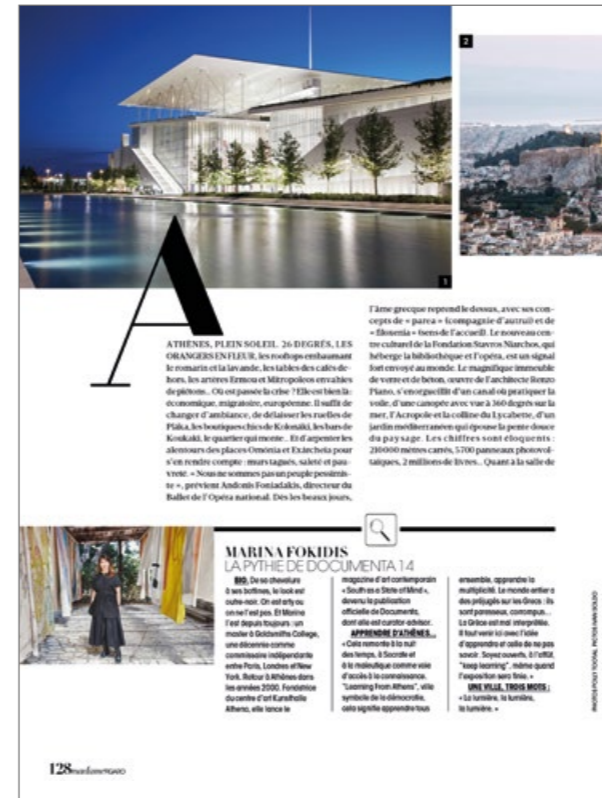 2
1
A
ATHÈNES, PLEIN SOLEIL. 26 DEGRÉS, LES
ORANGERS EN FLEUR, les rooftops embaumant
le romarin et la lavande, les tables des cafés de-
hors, les artères Ermou et Mitropoleos envahies
de piétons... Où est passée la crise ? Elle est bien là :
économique, migratoire, européenne. Il suffit de
changer d'ambiance, de délaisser les ruelles de
Pláka, les boutiques chics de Kolonáki, les bars de
Koukaki, le quartier qui monte... Et d'arpenter les
alentours des places Omónia et Exárcheia pour
s'en rendre compte : murs tagués, saleté et pau-
vreté. « Nous ne sommes pas un peuple pessimis-
te », prévient Andonis Foniadakis, directeur du
Ballet de l'Opéra national. Dès les beaux jours,
l'âme grecque reprend le dessus, avec ses con-
cepts de « parea » (compagnie d'autrui) et de
« filoxenia » (sens de l'accueil). Le nouveau cen-
tre culturel de la Fondation Stavros Niarchos, qui
héberge la bibliothèque et l'opéra, est un signal
fort envoyé au monde. Le magnifique immeuble
de verre et de béton, œuvre de l'architecte Renzo
Piano, s'enorgueillit d'un canal où pratiquer la
voile, d'une canopée avec vue à 360 degrés sur la
mer, l'Acropole et la colline du Lycabette, d'un
jardin méditerranéen qui épouse la pente douce
du paysage. Les chiffres sont éloquents :
210 000 mètres carrés, 5 700 panneaux photovol-
taïques, 2 millions de livres... Quant à la salle de
MARINA FOKIDIS
LA PYTHIE DE DOCUMENTA 14
BIO. De sa chevelure
à ses bottines, le look est
outre-noir. On est arty ou
on ne l'est pas. Et Marina
l'est depuis toujours : un
master à Goldsmiths College,
une décennie comme
commissaire indépendante
entre Paris, Londres et New
York. Retour à Athènes dans
les années 2000. Fondatrice
du centre d'art Kunsthalle
Athena, elle lance le
magazine d'art contemporain
« South as a State of Mind »,
devenu la publication
officielle de Documenta,
dont elle est curator-advisor.
APPRENDRE D'ATHÈNES...
« Cela remonte à la nuit
des temps, à Socrate et
à la maïeutique comme voie
d'accès à la connaissance.
"Learning From Athens", ville
symbole de la démocratie,
cela signifie apprendre tous
ensemble, apprendre la
multiplicité. Le monde entier a
des préjugés sur les Grecs : ils
sont paresseux, corrompus...
La Grèce est mal interprétée.
Il faut venir ici avec l'idée
d'apprendre et celle de ne pas
savoir. Soyez ouverts, à l'affût,
"keep learning", même quand
l'exposition sera finie. »
UNE VILLE, TROIS MOTS :
« La lumière, la lumière,
la lumière. »
128 madame FIGARO